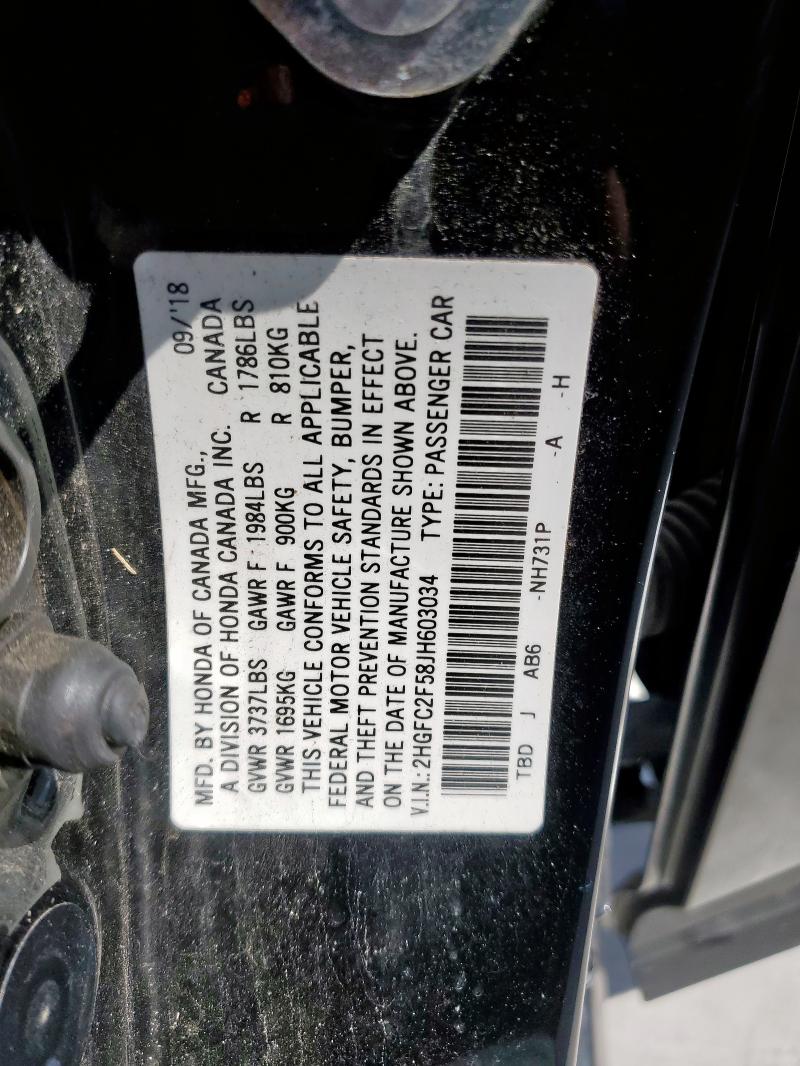 MFD. BY HONDA OF CANADA MFG., 09/'18
A DIVISION OF HONDA CANADA INC. CANADA
GVWR 3737LBS GAWR F 1984LBS R 1786LBS
GVWR 1695KG GAWR F 900KG R 810KG
THIS VEHICLE CONFORMS TO ALL APPLICABLE
FEDERAL MOTOR VEHICLE SAFETY, BUMPER,
AND THEFT PREVENTION STANDARDS IN EFFECT
ON THE DATE OF MANUFACTURE SHOWN ABOVE.
V.I.N.: 2HGFC2F58JH603034 TYPE: PASSENGER CAR
TBD J AB6 -NH731P -A -H